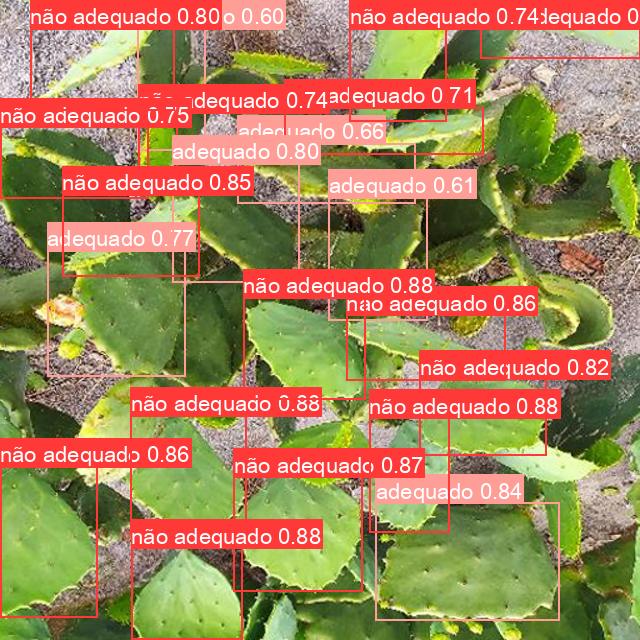 não adequado 0.80
o 0.60
não adequado 0.74
dequado 0
não adequado 0.75
dequado 0.74
adequado 0.71
adequado 0.66
adequado 0.80
não adequado 0.85
adequado 0.61
adequado 0.77
não adequado 0.88
não adequado 0.86
não adequado 0.82
não adequado 0.88
não adequado 0.88
não adequado 0.86
não adequado 0.87
adequado 0.84
não adequado 0.88